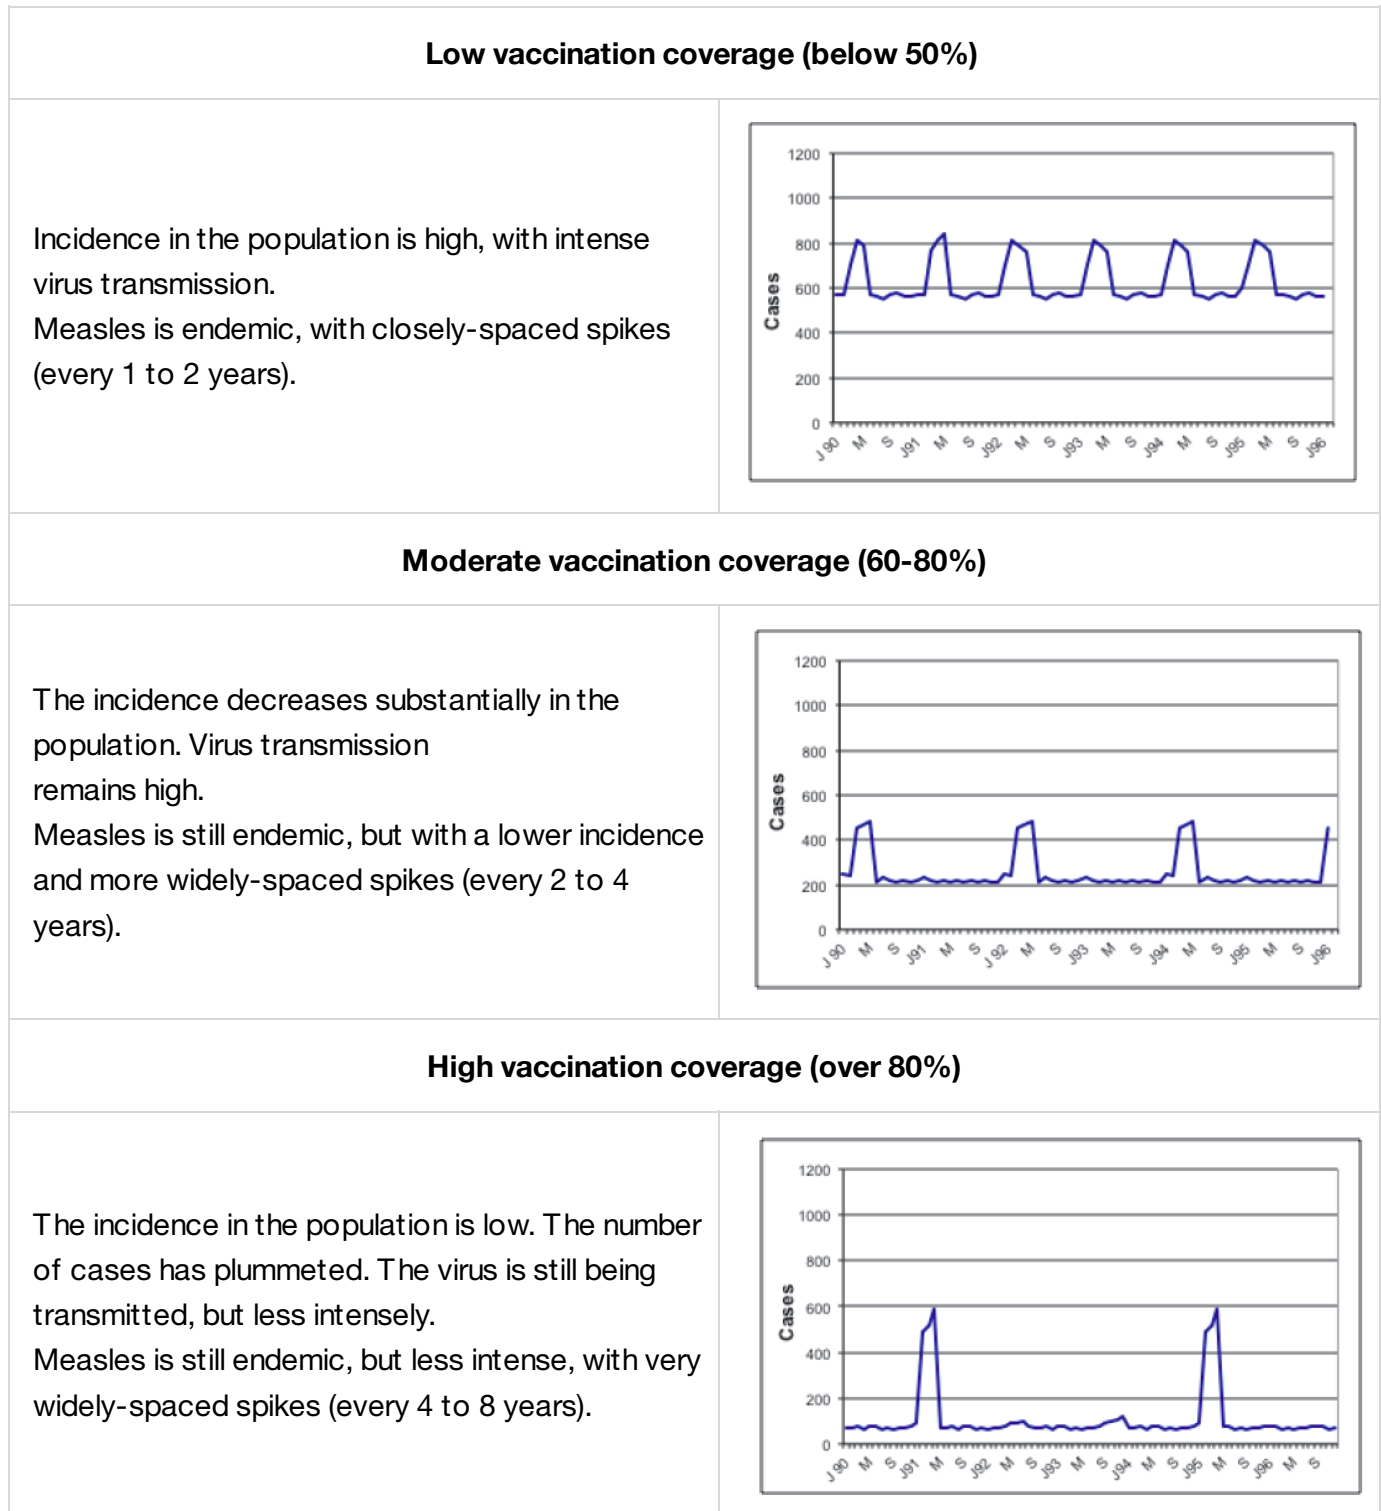 Low vaccination coverage (below 50%)
Incidence in the population is high, with intense
virus transmission.
Measles is endemic, with closely-spaced spikes
(every 1 to 2 years).
1200
1000
800
600
400
200
0
Cases
J 90 M S J91 M S J92 M S J93 M S J94 M S J95 M S J96
Moderate vaccination coverage (60-80%)
The incidence decreases substantially in the
population. Virus transmission
remains high.
Measles is still endemic, but with a lower incidence
and more widely-spaced spikes (every 2 to 4
years).
1200
1000
800
600
400
200
0
Cases
J 90 M S J91 M S J 92 M S J93 M S J94 M S J95 M S J96
High vaccination coverage (over 80%)
The incidence in the population is low. The number
of cases has plummeted. The virus is still being
transmitted, but less intensely.
Measles is still endemic, but less intense, with very
widely-spaced spikes (every 4 to 8 years).
1200
1000
800
600
400
200
0
Cases
J 90 M S J91 M S J92 M S J93 M S J94 M S J95 M S J96 M S